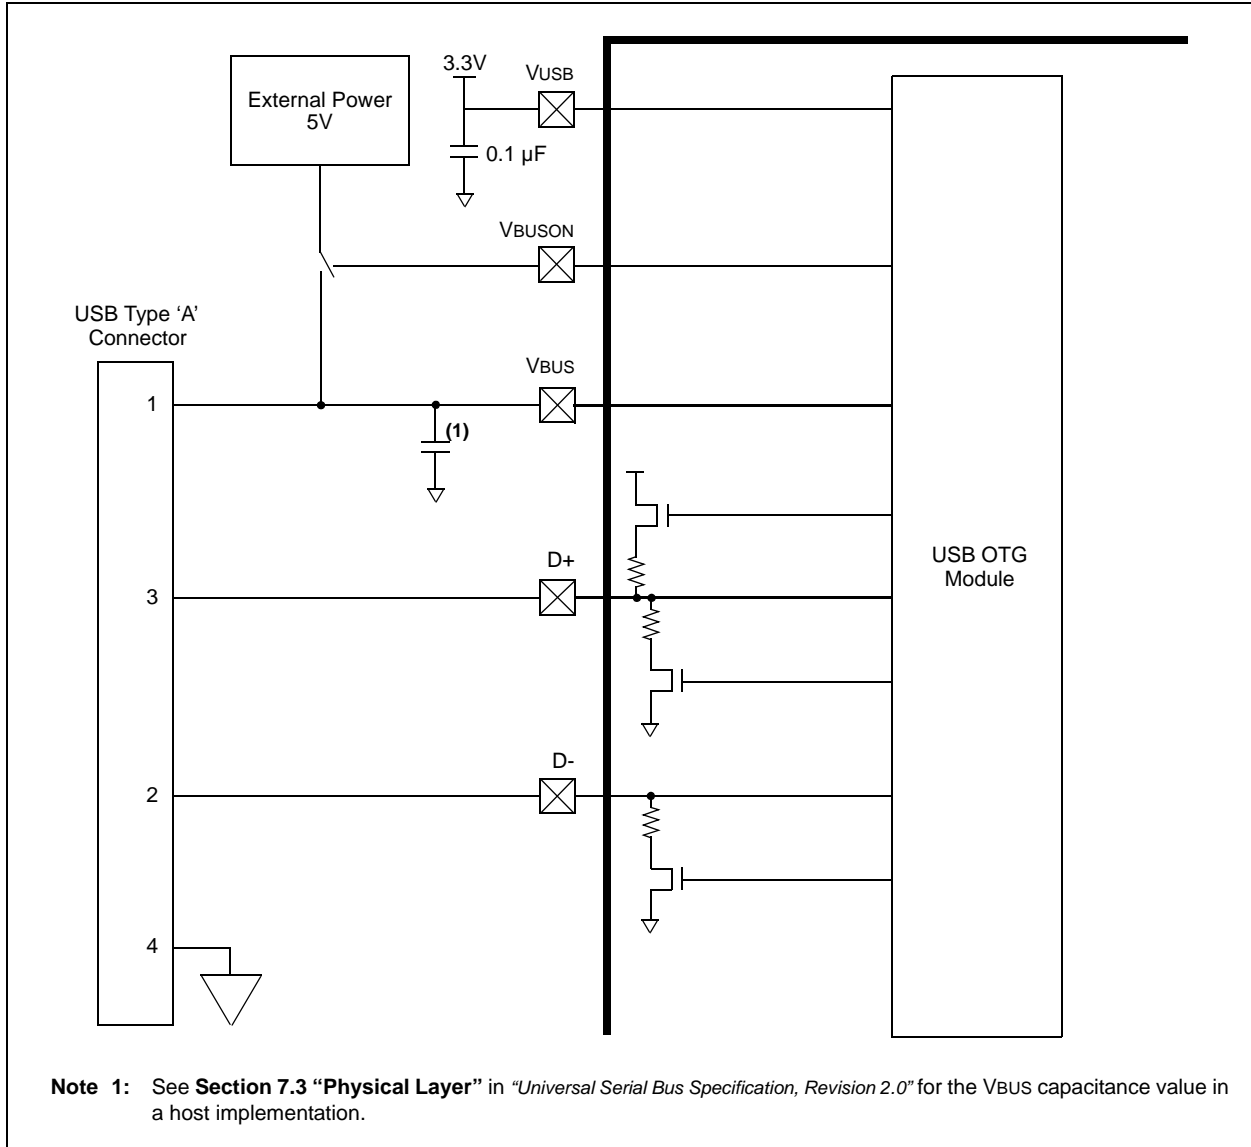 External Power
5V
3.3V
VUSB
0.1 µF
VBUSON
USB Type ‘A’
Connector
VBUS
1
(1)
D+
3
USB OTG
Module
D-
2
4
Note 1: See Section 7.3 “Physical Layer” in “Universal Serial Bus Specification, Revision 2.0” for the VBUS capacitance value in
a host implementation.